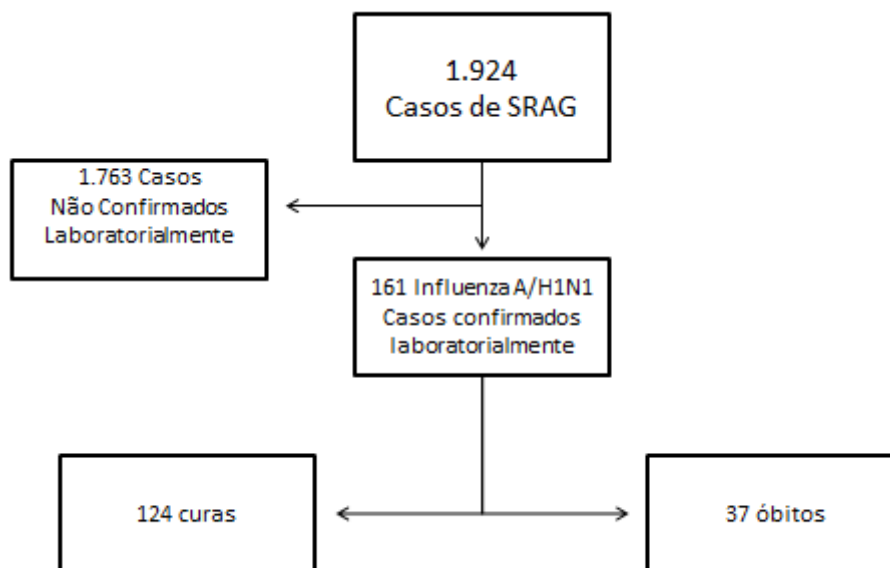 1.924
Casos de SRAG
1.763 Casos
Não Confirmados
Laboratorialmente
161 Influenza A/H1N1
Casos confirmados
laboratorialmente
124 curas
37 óbitos